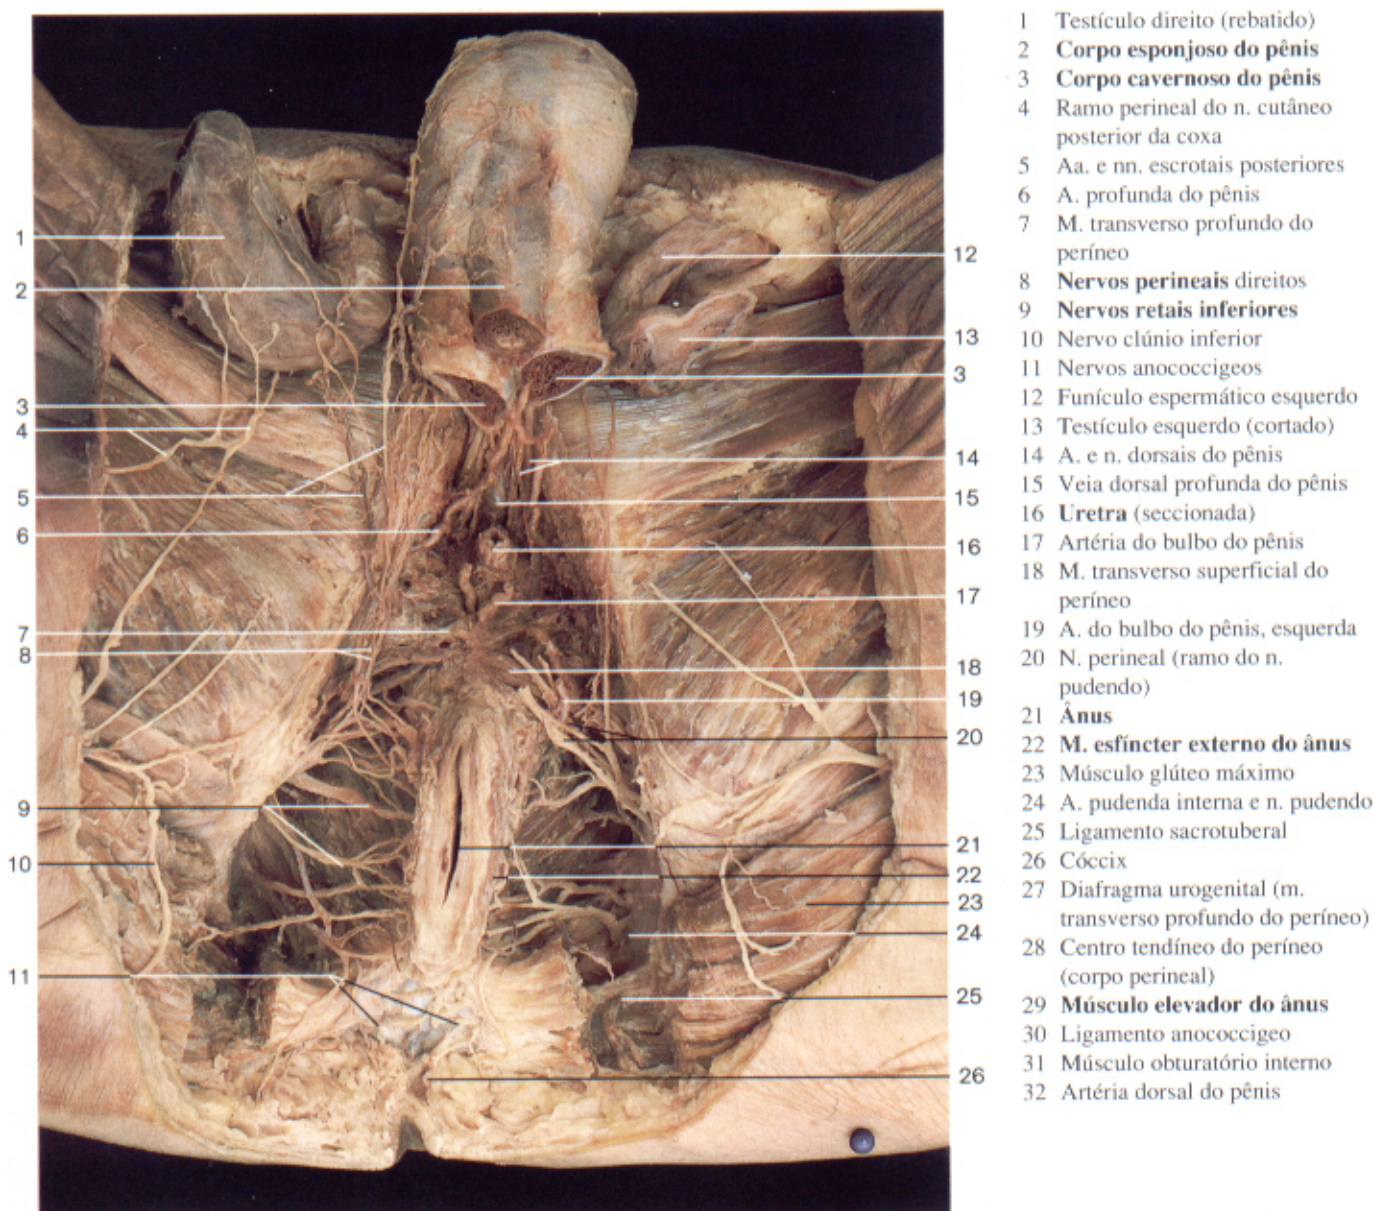 1 Testículo direito (rebatido)
2 Corpo esponjoso do pênis
3 Corpo cavernoso do pênis
4 Ramo perineal do n. cutâneo
posterior da coxa
5 Aa. e nn. escrotais posteriores
6 A. profunda do pênis
7 M. transverso profundo do
períneo
8 Nervos perineais direitos
9 Nervos retais inferiores
10 Nervo clúnio inferior
11 Nervos anococcigeos
12 Funículo espermático esquerdo
13 Testículo esquerdo (cortado)
14 A. e n. dorsais do pênis
15 Veia dorsal profunda do pênis
16 Uretra (seccionada)
17 Artéria do bulbo do pênis
18 M. transverso superficial do
períneo
19 A. do bulbo do pênis, esquerda
20 N. perineal (ramo do n.
pudendo)
21 Ânus
22 M. esfíncter externo do ânus
23 Músculo glúteo máximo
24 A. pudenda interna e n. pudendo
25 Ligamento sacrotuberal
26 Cóccix
27 Diafragma urogenital (m.
transverso profundo do períneo)
28 Centro tendíneo do períneo
(corpo perineal)
29 Músculo elevador do ânus
30 Ligamento anococcigeo
31 Músculo obturatório interno
32 Artéria dorsal do pênis
1
2
3
4
5
6
7
8
9
10
11
12
13
3
14
15
16
17
18
19
20
21
22
23
24
25
26